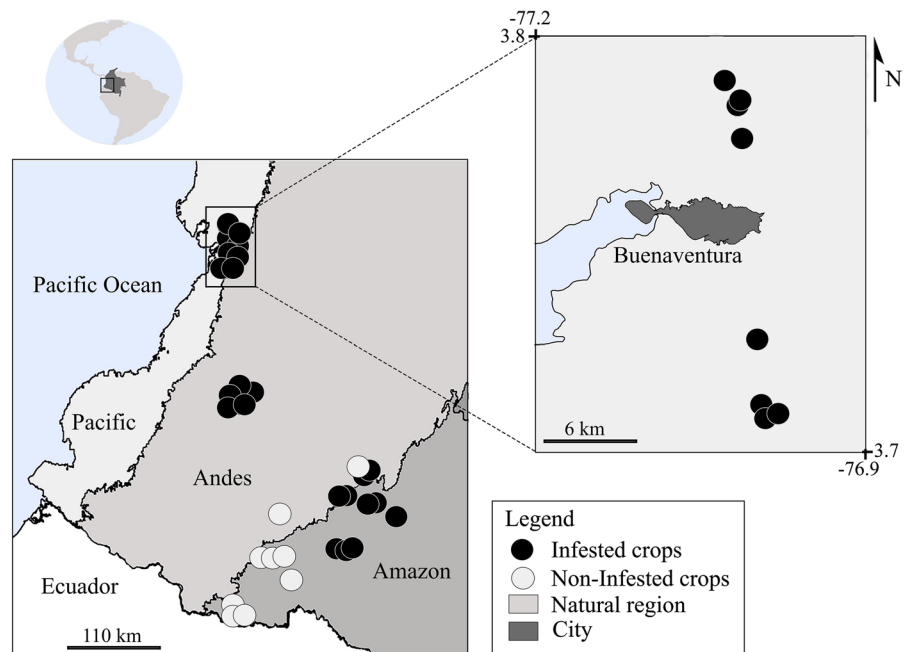 -77.2
3.8
N
Pacific Ocean
Buenaventura
Pacific
6 km
3.7
-76.9
Andes
Legend
Infested crops
Non-Infested crops
Natural region
City
Amazon
Ecuador
110 km